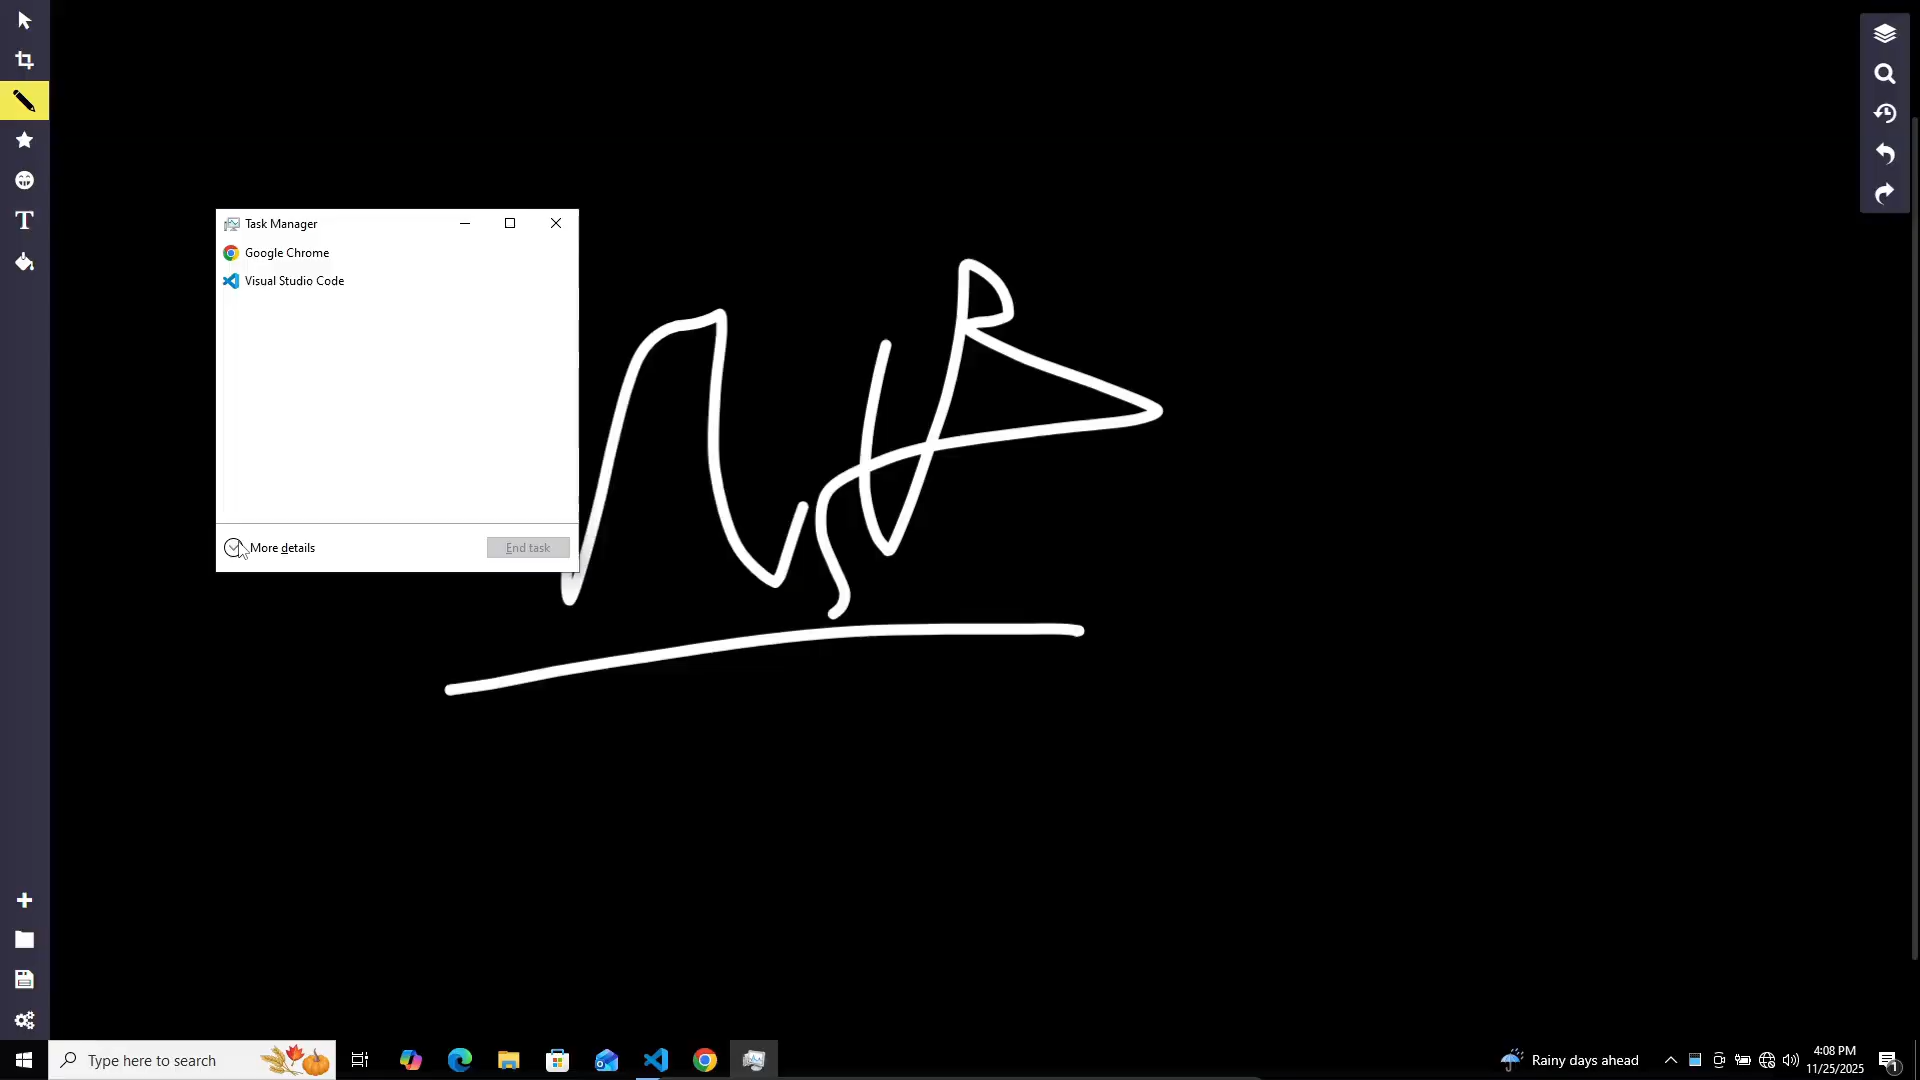 Task Manager
Google Chrome
Visual Studio Code
More details
End task
T
Type here to search
Rainy days ahead
4:08 PM
11/25/2025
1